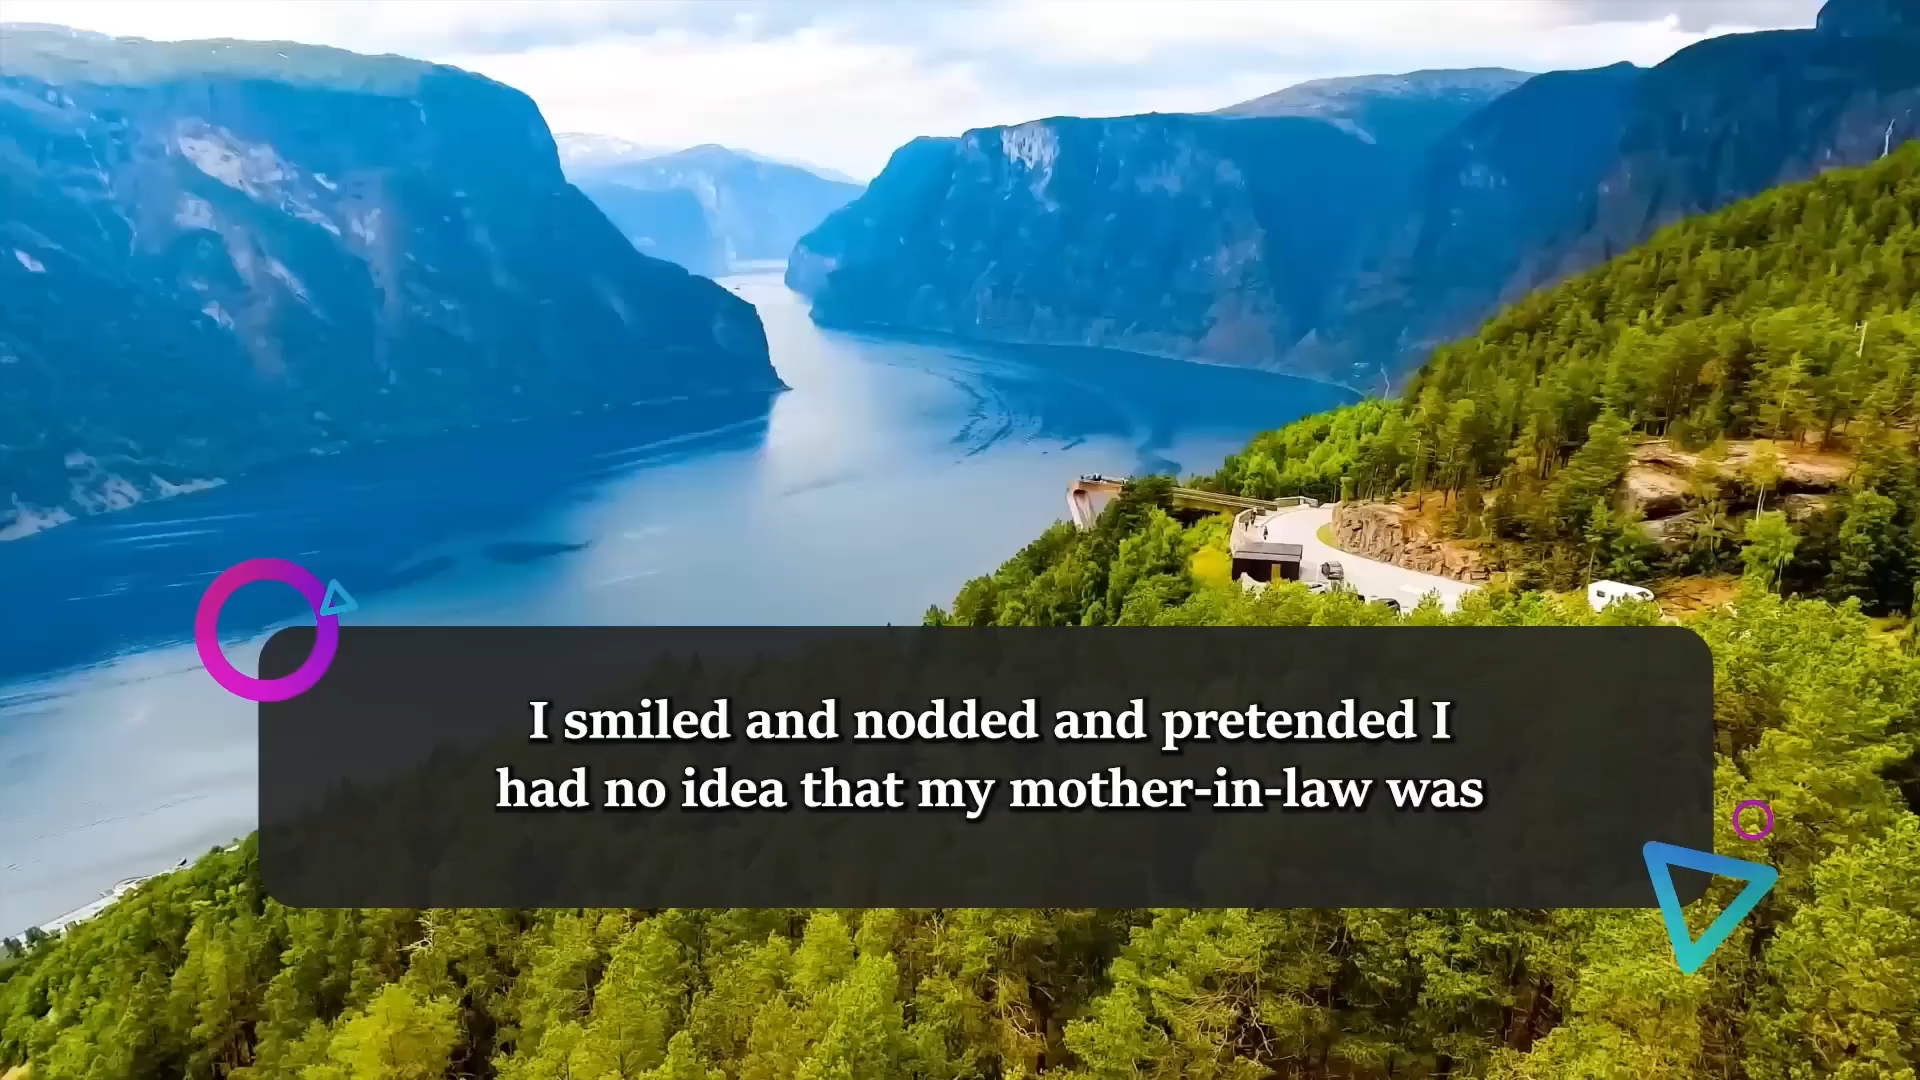 I smiled and nodded and pretended I
had no idea that my mother-in-law was